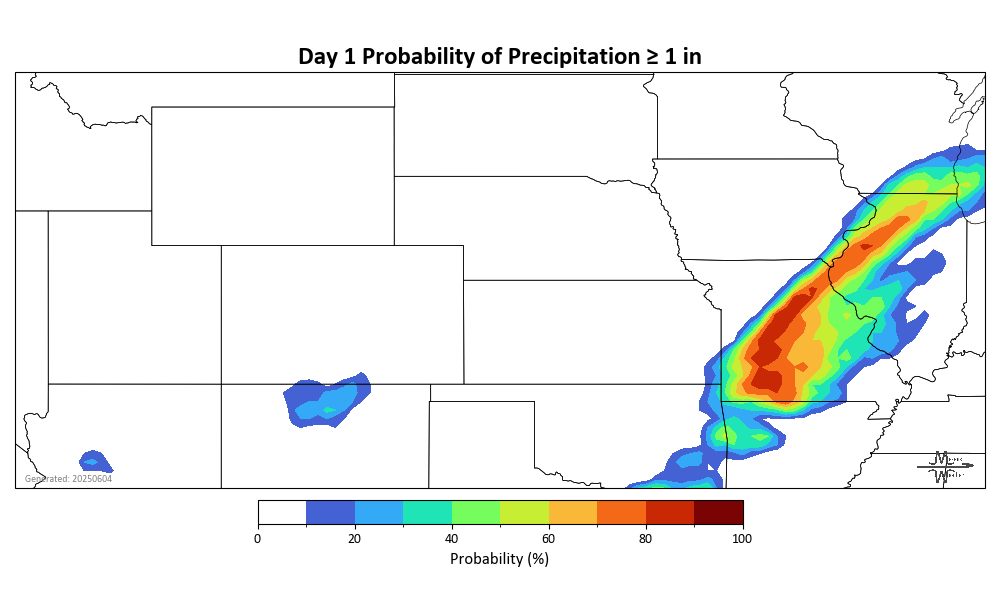 Day 1 Probability of Precipitation ≥ 1 in
Generated: 20250604
0 20 40 60 80 100
Probability (%)